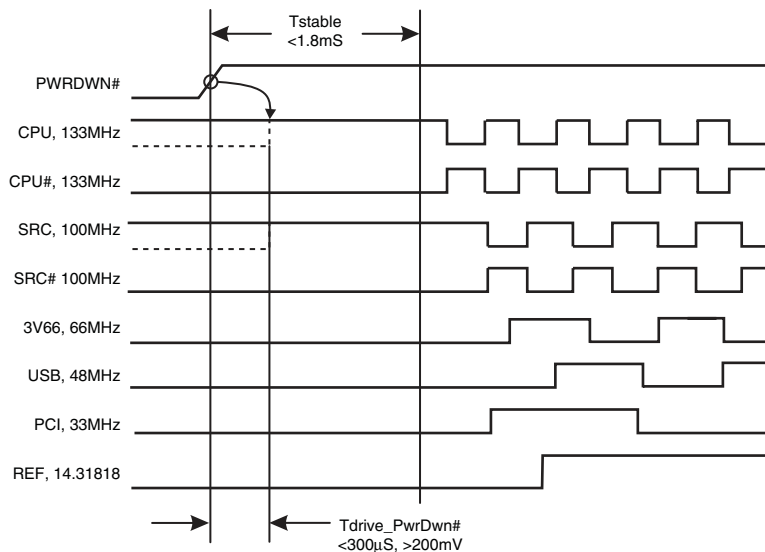 Tstable
<1.8mS
PWRDWN#
CPU, 133MHz
CPU#, 133MHz
SRC, 100MHz
SRC# 100MHz
3V66, 66MHz
USB, 48MHz
PCI, 33MHz
REF, 14.31818
Tdrive_PwrDwn#
<300µS, >200mV